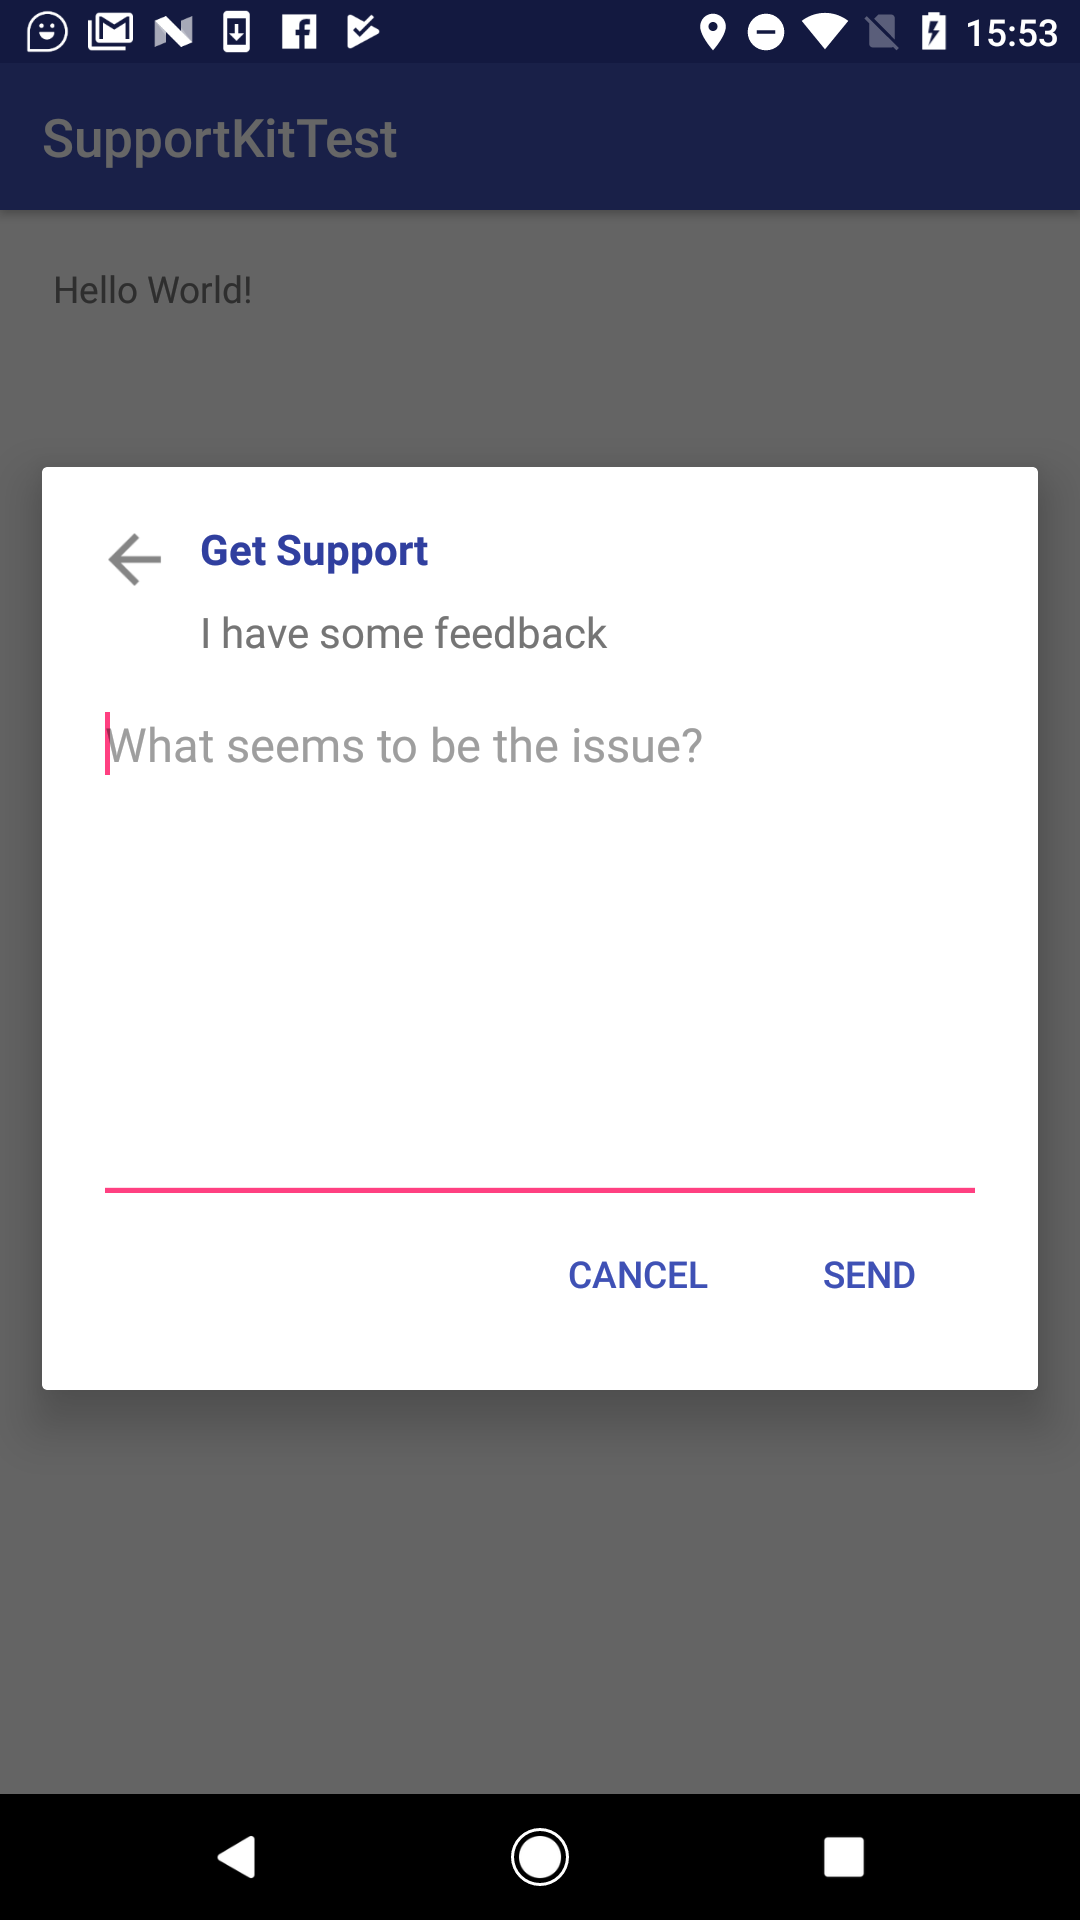 15:53
SupportKitTest
Hello World!
Get Support
I have some feedback
What seems to be the issue?
CANCEL SEND